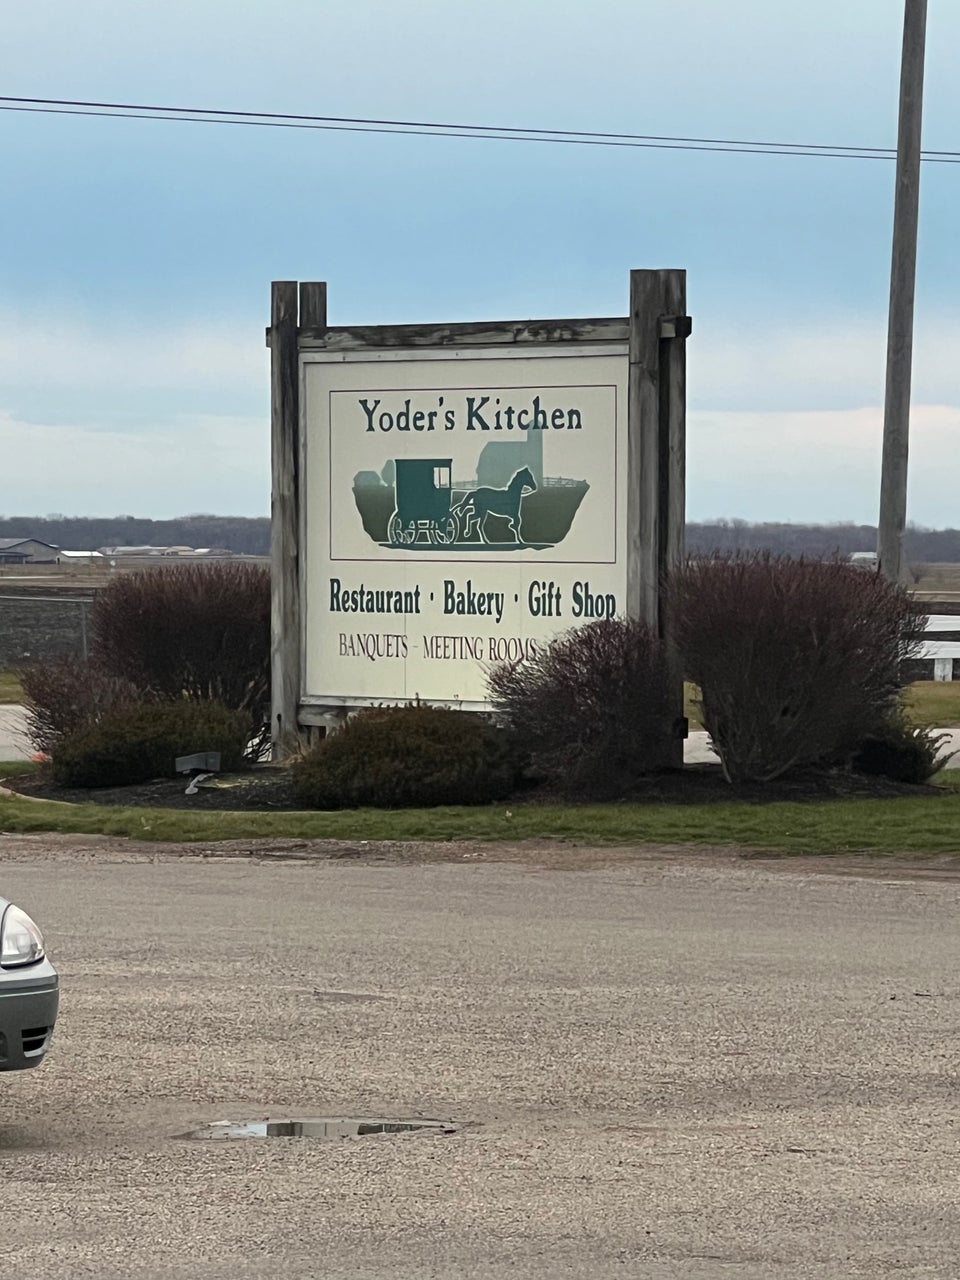 Yoder's Kitchen
Restaurant · Bakery · Gift Shop
BANQUETS - MEETING ROOMS